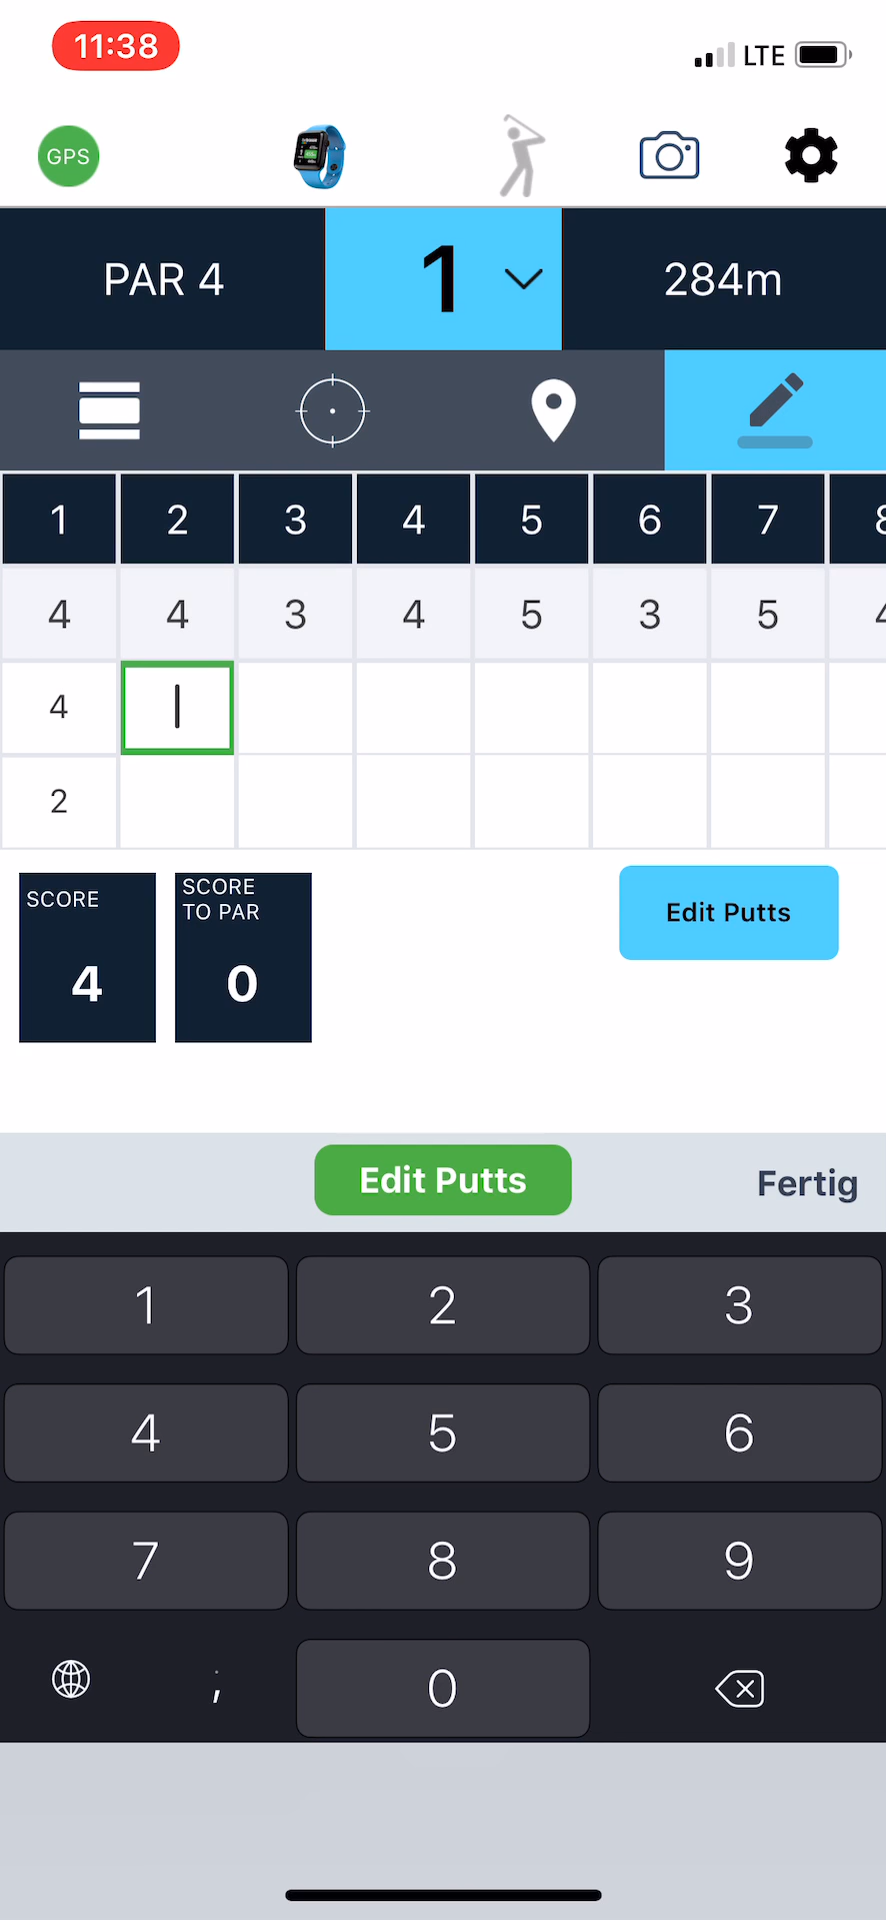 11:38 LTE
GPS
PAR 4 1 284m
1 2 3 4 5 6 7 8
4 4 3 4 5 3 5 4
4
2
SCORE
4
SCORE
TO PAR
0
Edit Putts
Edit Putts Fertig
1 2 3
4 5 6
7 8 9
; 0